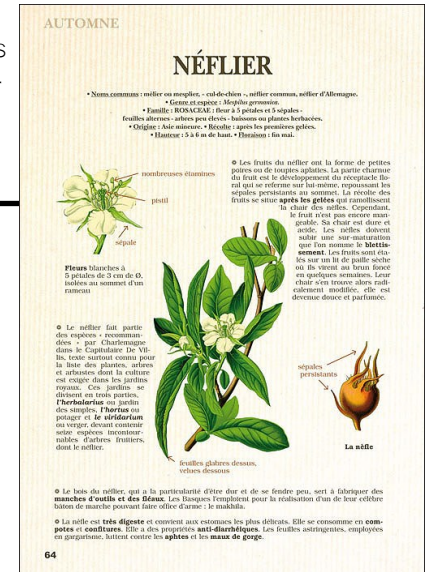 S
AUTOMNE
NÉFLIER
• Noms communs : mélier ou mesplier, « cul-de-chien », néflier commun, néflier d'Allemagne.
• Genre et espèce : Mespilus germanica.
• Famille : ROSACEAE : fleur à 5 pétales et 5 sépales -
feuilles alternes - arbres peu élevés - buissons ou plantes herbacées.
• Origine : Asie mineure. • Récolte : après les premières gelées.
• Hauteur : 5 à 6 m de haut. • Floraison : fin mai.
nombreuses étamines
pistil
sépale
Fleurs blanches à
5 pétales de 3 cm de Ø,
isolées au sommet d'un
rameau
Les fruits du néflier ont la forme de petites
poires ou de toupies aplaties. La partie charnue
du fruit est le développement du réceptacle flo-
ral qui se referme sur lui-même, repoussant les
sépales persistants au sommet. La récolte des
fruits se situe après les gelées qui ramollissent
la chair des nèfles. Cependant,
le fruit n'est pas encore man-
geable. Sa chair est dure et
acide. Les nèfles doivent
subir une sur-maturation
que l'on nomme le blettis-
sement. Les fruits sont éta-
lés sur un lit de paille sèche
où ils virent au brun foncé
en quelques semaines. Leur
chair s'en trouve alors radi-
calement modifiée, elle est
devenue douce et parfumée.
Le néflier fait partie
des espèces « recomman-
dées » par Charlemagne
dans le Capitulaire De Vil-
lis, texte surtout connu pour
la liste des plantes, arbres
et arbustes dont la culture
est exigée dans les jardins
royaux. Ces jardins se
divisent en trois parties,
l'herbularius ou jardin
des simples, l'hortus ou
potager et le viridarium
ou verger, devant contenir
seize espèces incontour-
nables d'arbres fruitiers,
dont le néflier.
sépales
persistants
La nèfle
feuilles glabres dessus,
velues dessous
Le bois du néflier, qui a la particularité d'être dur et de se fendre peu, sert à fabriquer des
manches d'outils et des fléaux. Les Basques l'emploient pour la réalisation d'un de leur célèbre
bâton de marche pouvant faire office d'arme : le makhila.
La nèfle est très digeste et convient aux estomacs les plus délicats. Elle se consomme en com-
potes et confitures. Elle a des propriétés anti-diarrhéiques. Les feuilles astringentes, employées
en gargarisme, luttent contre les aphtes et les maux de gorge.
64